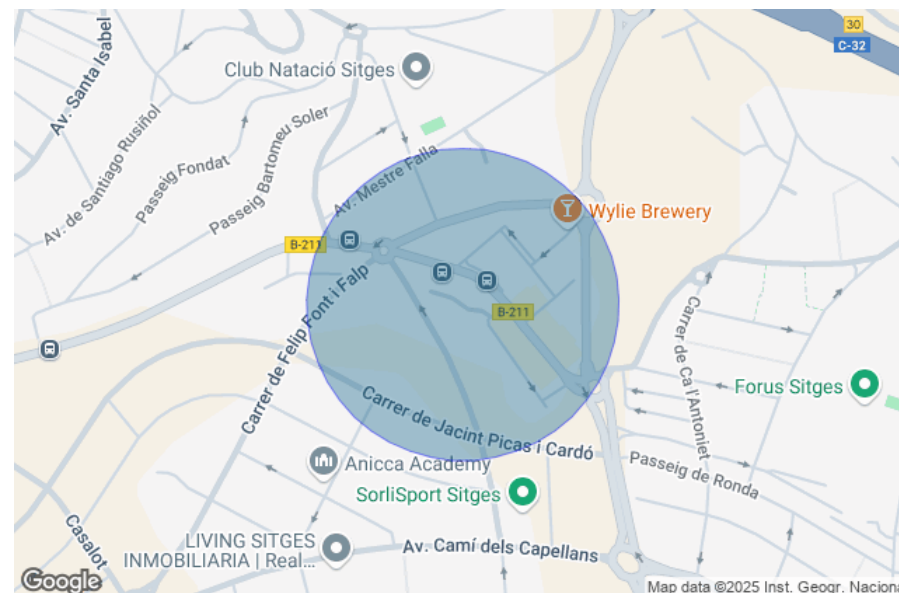 30
C-32
Av. Santa Isabel
Club Natació Sitges
Av. de Santiago Rusiñol
Passeig Fondat
Passeig Bartomeu Soler
Av. Mestre Falla
Wylie Brewery
B-211
B-211
Carrer de Felip Font i Falp
Carrer de Ca l'Antoniet
Forus Sitges
Carrer de Jacint Picas i Cardó
Anicca Academy
Passeig de Ronda
SorliSport Sitges
Casalot
LIVING SITGES
INMOBILIARIA | Real...
Av. Camí dels Capellans
Google
Map data ©2025 Inst. Geogr. Naciona